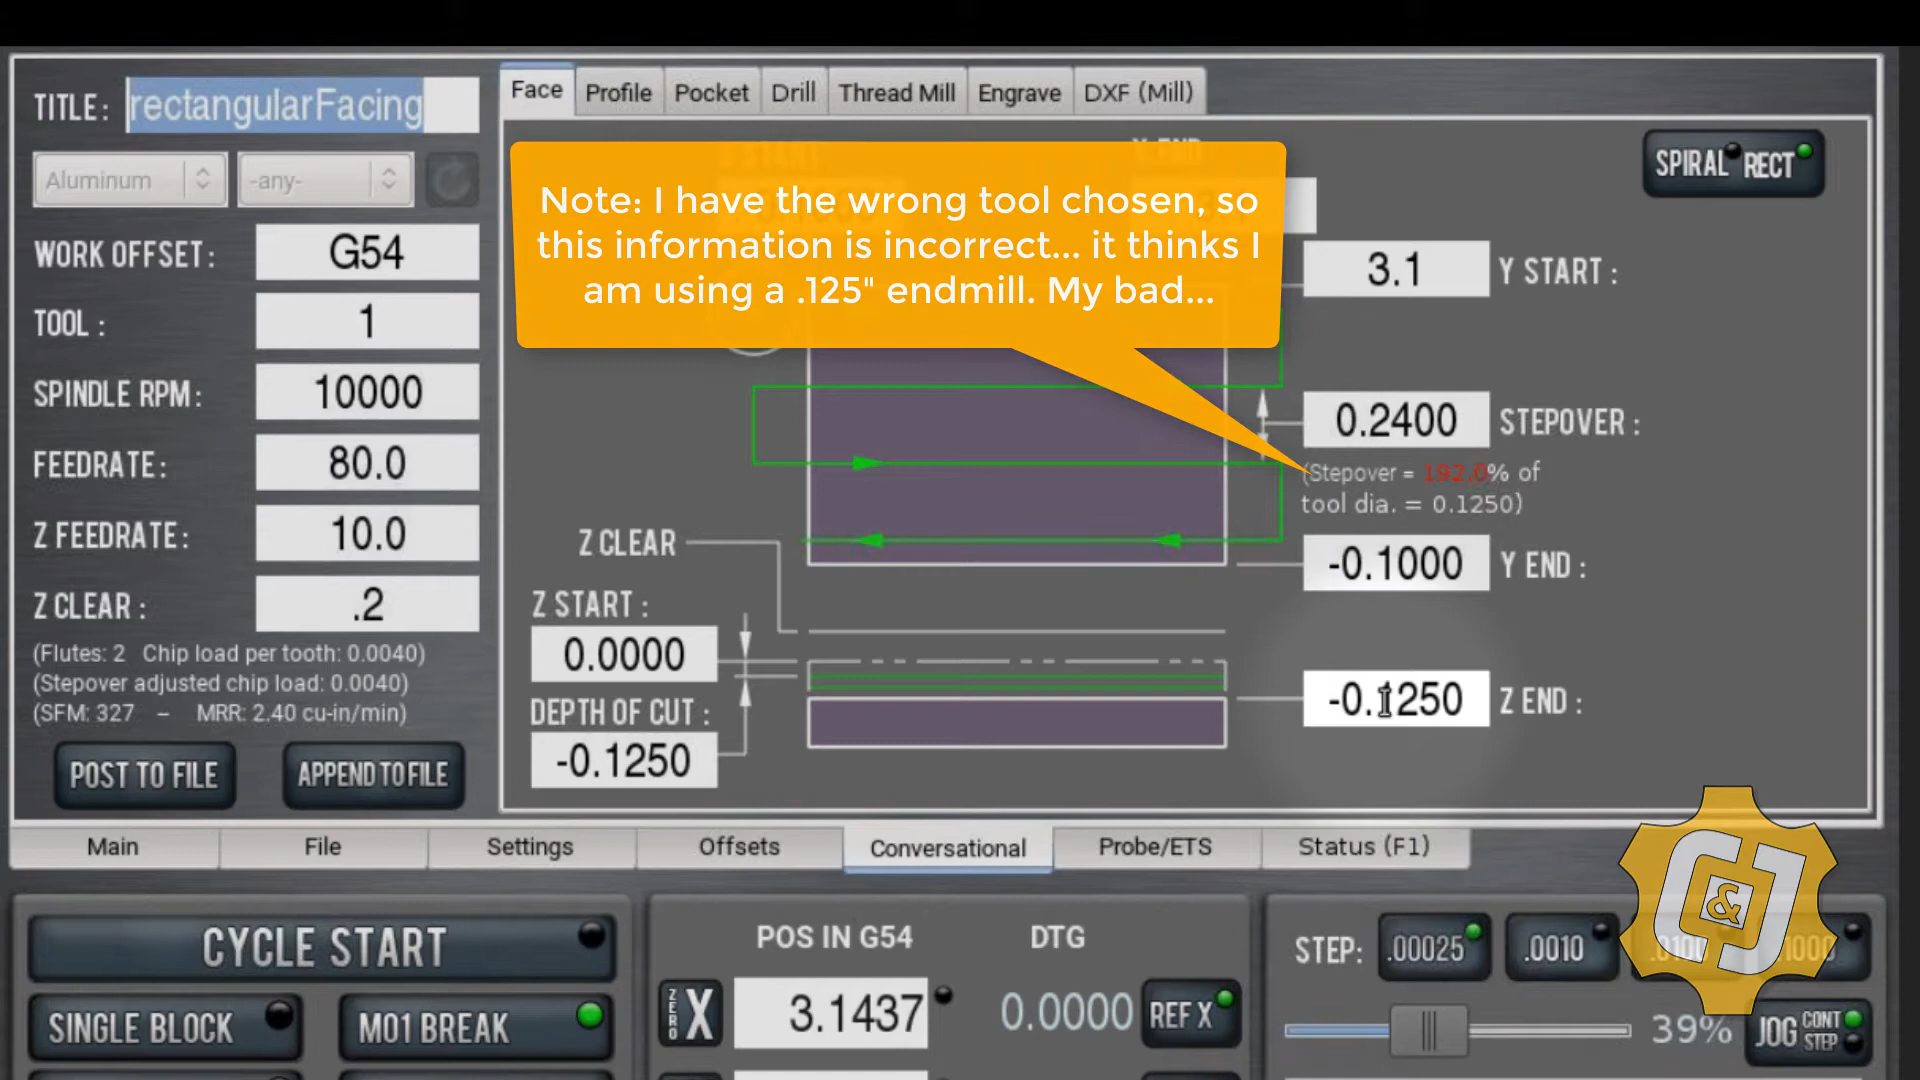 TITLE: rectangularFacing
Aluminum -any-
WORK OFFSET: G54
TOOL: 1
SPINDLE RPM: 10000
FEEDRATE: 80.0
Z FEEDRATE: 10.0
Z CLEAR: .2
(Flutes: 2 Chip load per tooth: 0.0040)
(Stepover adjusted chip load: 0.0040)
(SFM: 327 – MRR: 2.40 cu-in/min)
POST TO FILE APPEND TO FILE
Face Profile Pocket Drill Thread Mill Engrave DXF (Mill)
SPIRAL RECT
Note: I have the wrong tool chosen, so
this information is incorrect... it thinks I
am using a .125" endmill. My bad...
3.1 Y START :
0.2400 STEPOVER :
(Stepover = 192.0% of
tool dia. = 0.1250)
-0.1000 Y END :
Z CLEAR
Z START :
0.0000
DEPTH OF CUT :
-0.1250
-0.1250 Z END :
Main File Settings Offsets Conversational Probe/ETS Status (F1)
CYCLE START
SINGLE BLOCK M01 BREAK
POS IN G54 DTG
ZERO X 3.1437 0.0000 REF X
STEP: .00025 .0010 .0100 .1000
39% JOG CONT STEP
C&J